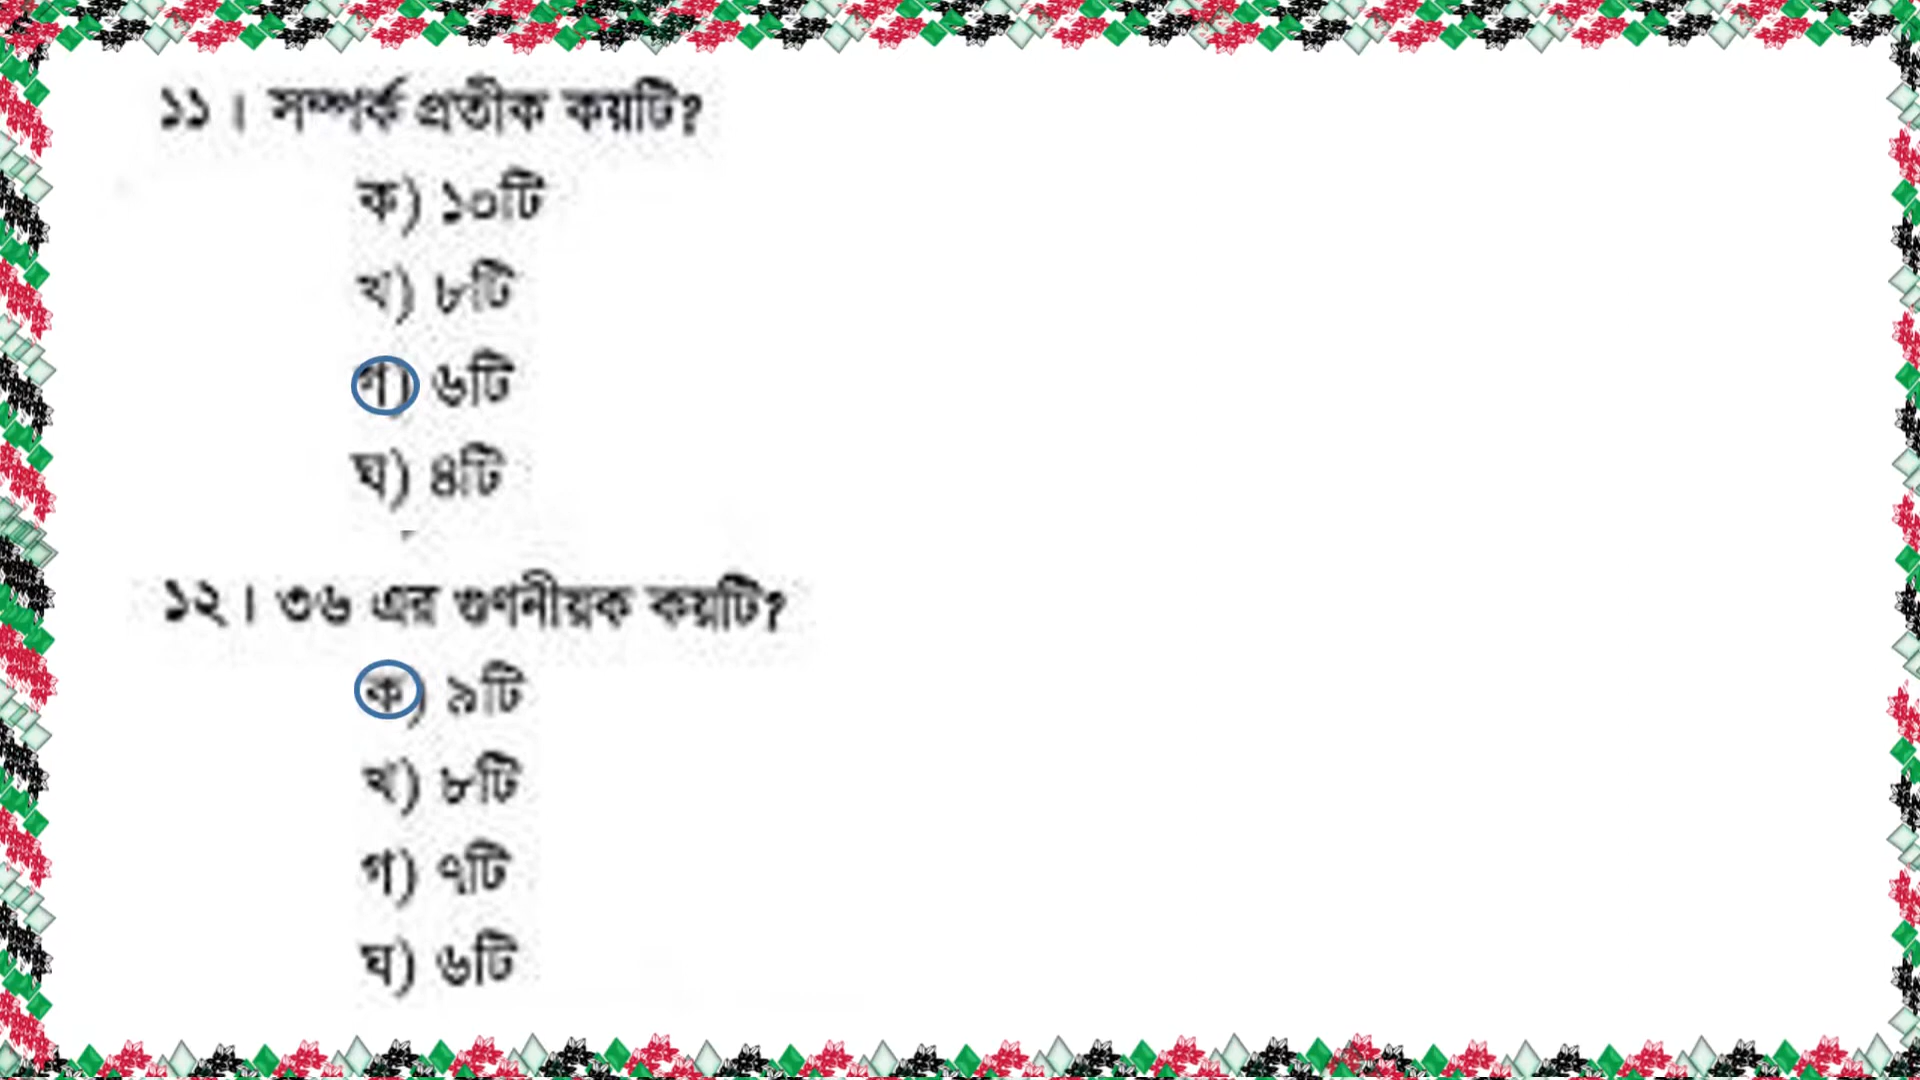 ১১। সম্পর্ক প্রতীক কয়টি?
ক) ১০টি
খ) ৮টি
গ) ৬টি
ঘ) ৪টি
১২। ৩৬ এর গুণনীয়ক কয়টি?
ক) ৯টি
খ) ৮টি
গ) ৭টি
ঘ) ৬টি